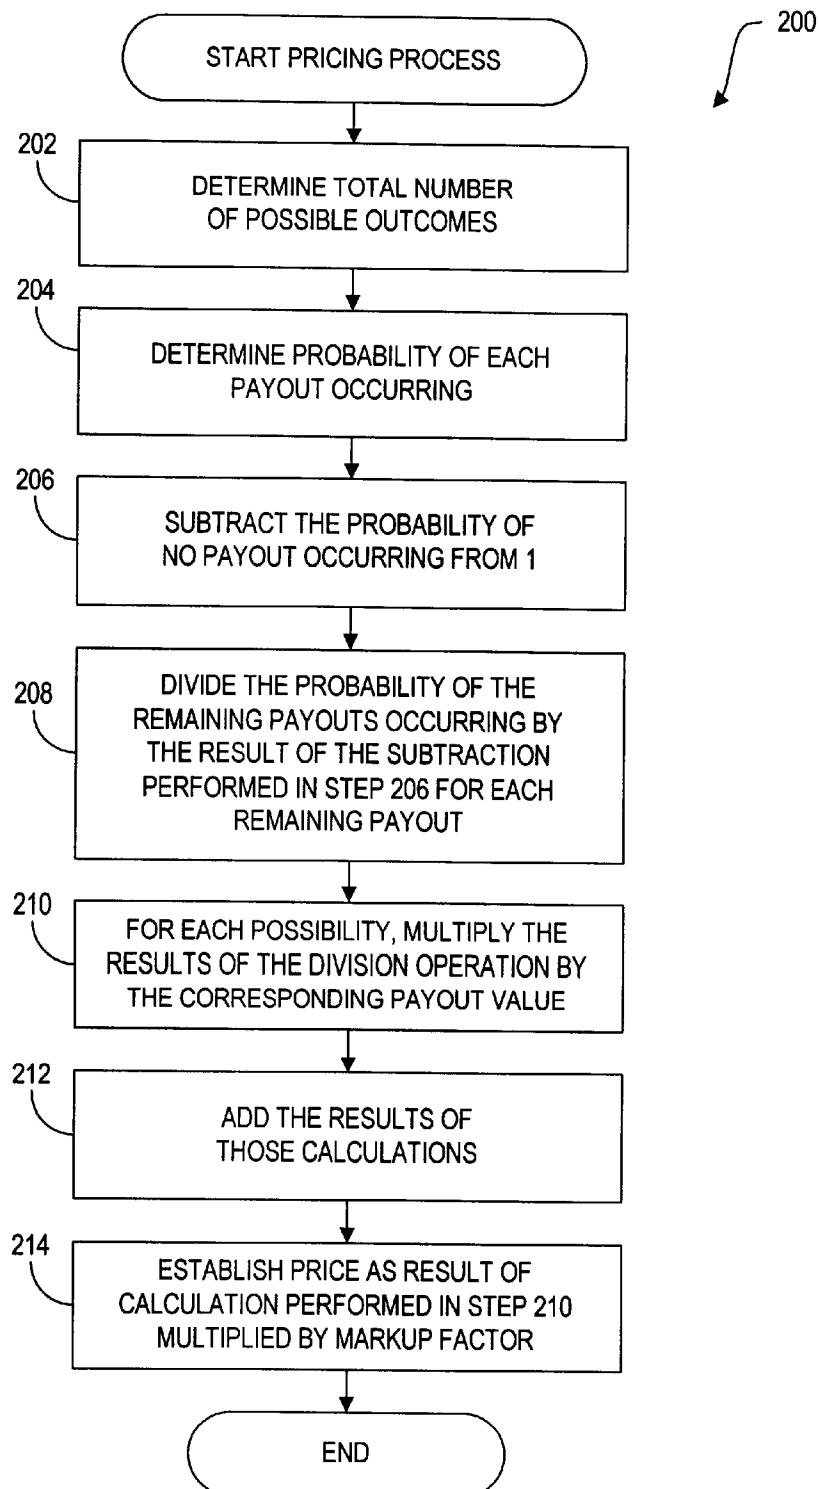 200
START PRICING PROCESS
202
DETERMINE TOTAL NUMBER
OF POSSIBLE OUTCOMES
204
DETERMINE PROBABILITY OF EACH
PAYOUT OCCURRING
206
SUBTRACT THE PROBABILITY OF
NO PAYOUT OCCURRING FROM 1
208
DIVIDE THE PROBABILITY OF THE
REMAINING PAYOUTS OCCURRING BY
THE RESULT OF THE SUBTRACTION
PERFORMED IN STEP 206 FOR EACH
REMAINING PAYOUT
210
FOR EACH POSSIBILITY, MULTIPLY THE
RESULTS OF THE DIVISION OPERATION BY
THE CORRESPONDING PAYOUT VALUE
212
ADD THE RESULTS OF
THOSE CALCULATIONS
214
ESTABLISH PRICE AS RESULT OF
CALCULATION PERFORMED IN STEP 210
MULTIPLIED BY MARKUP FACTOR
END